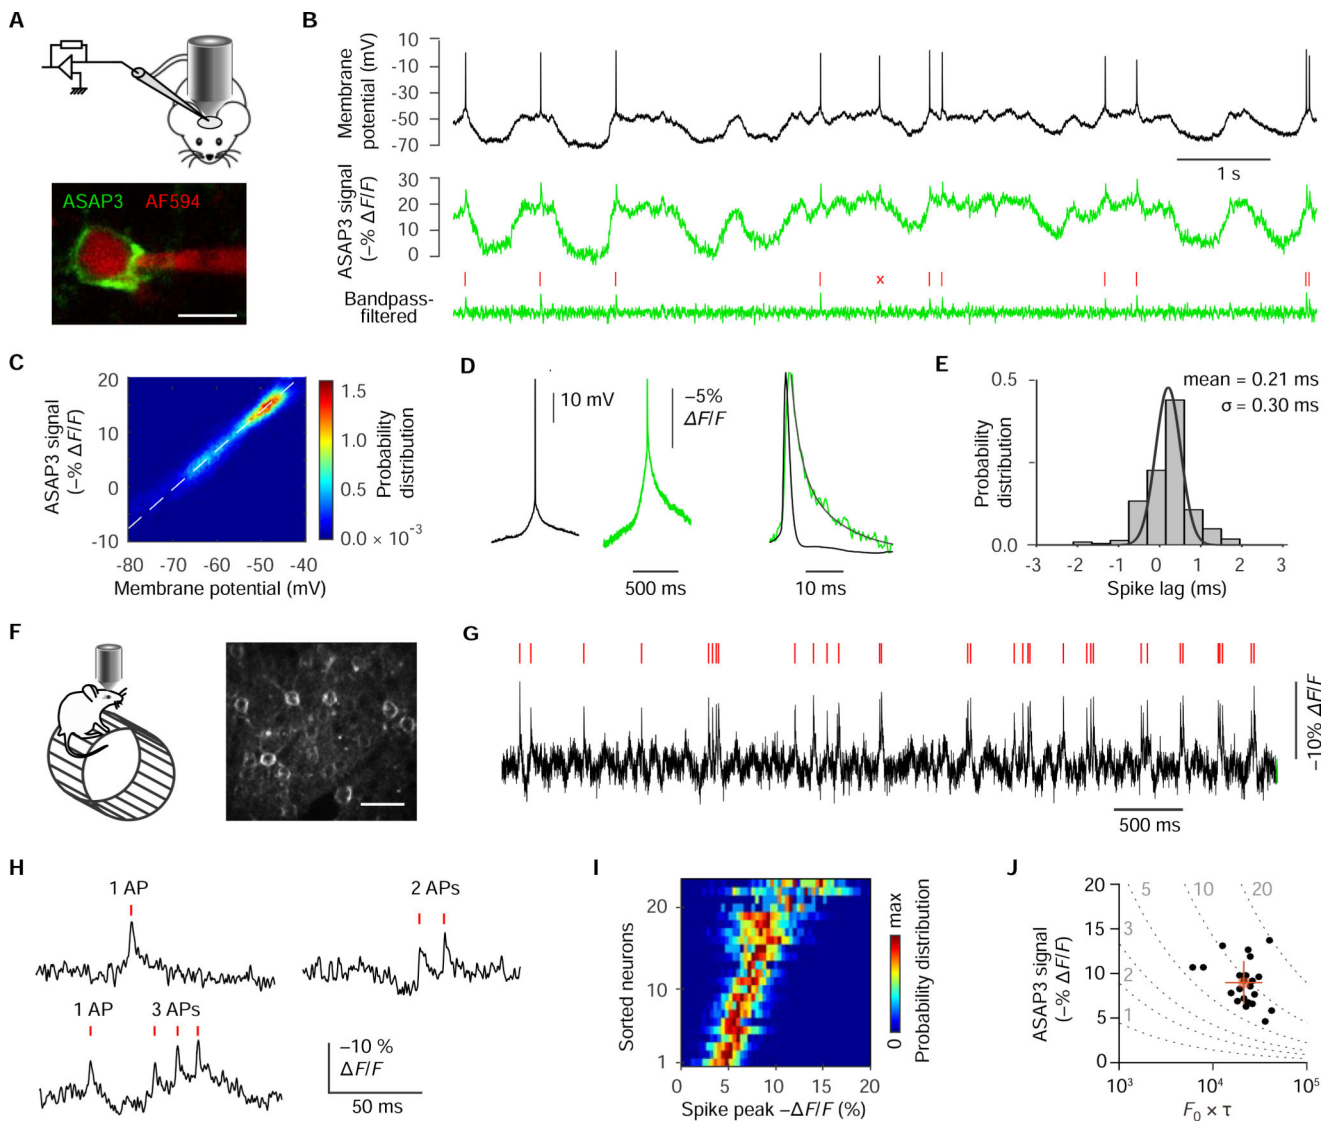 A
ASAP3 AF594
B
Membrane
potential (mV)
10
-10
-30
-50
-70
1 s
ASAP3 signal
(–% ΔF/F)
30
20
10
0
x
Bandpass-
filtered
C
ASAP3 signal
(–% ΔF/F)
20
10
0
-10
-80 -70 -60 -50 -40
Membrane potential (mV)
1.5
1.0
0.5
0.0 × 10⁻³
Probability
distribution
D
10 mV
–5%
ΔF/F
500 ms
10 ms
E
mean = 0.21 ms
σ = 0.30 ms
Probability
distribution
0.5
0.0
-3 -2 -1 0 1 2 3
Spike lag (ms)
F
G
–10% ΔF/F
500 ms
H
1 AP
2 APs
1 AP 3 APs
–10 %
ΔF/F
50 ms
I
Sorted neurons
20
10
1
0 5 10 15 20
Spike peak –ΔF/F (%)
0 max
Probability distribution
J
ASAP3 signal
(–% ΔF/F)
20
15
10
5
0
5 10 20
3
2
1
10³ 10⁴ 10⁵
F₀ × τ